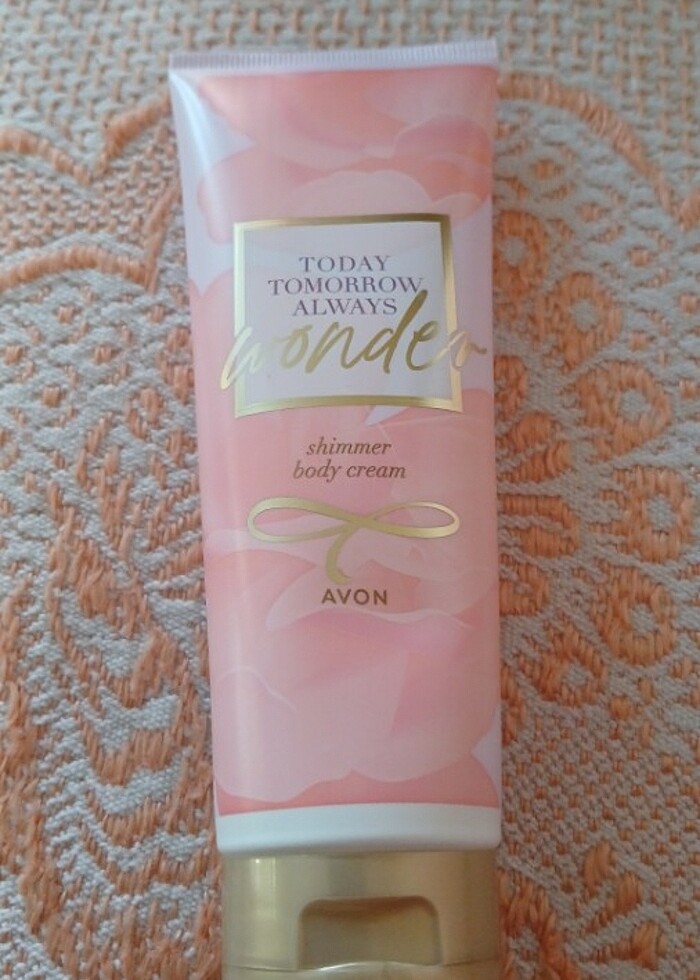 TODAY
TOMORROW
ALWAYS
wonder
shimmer
body cream
AVON